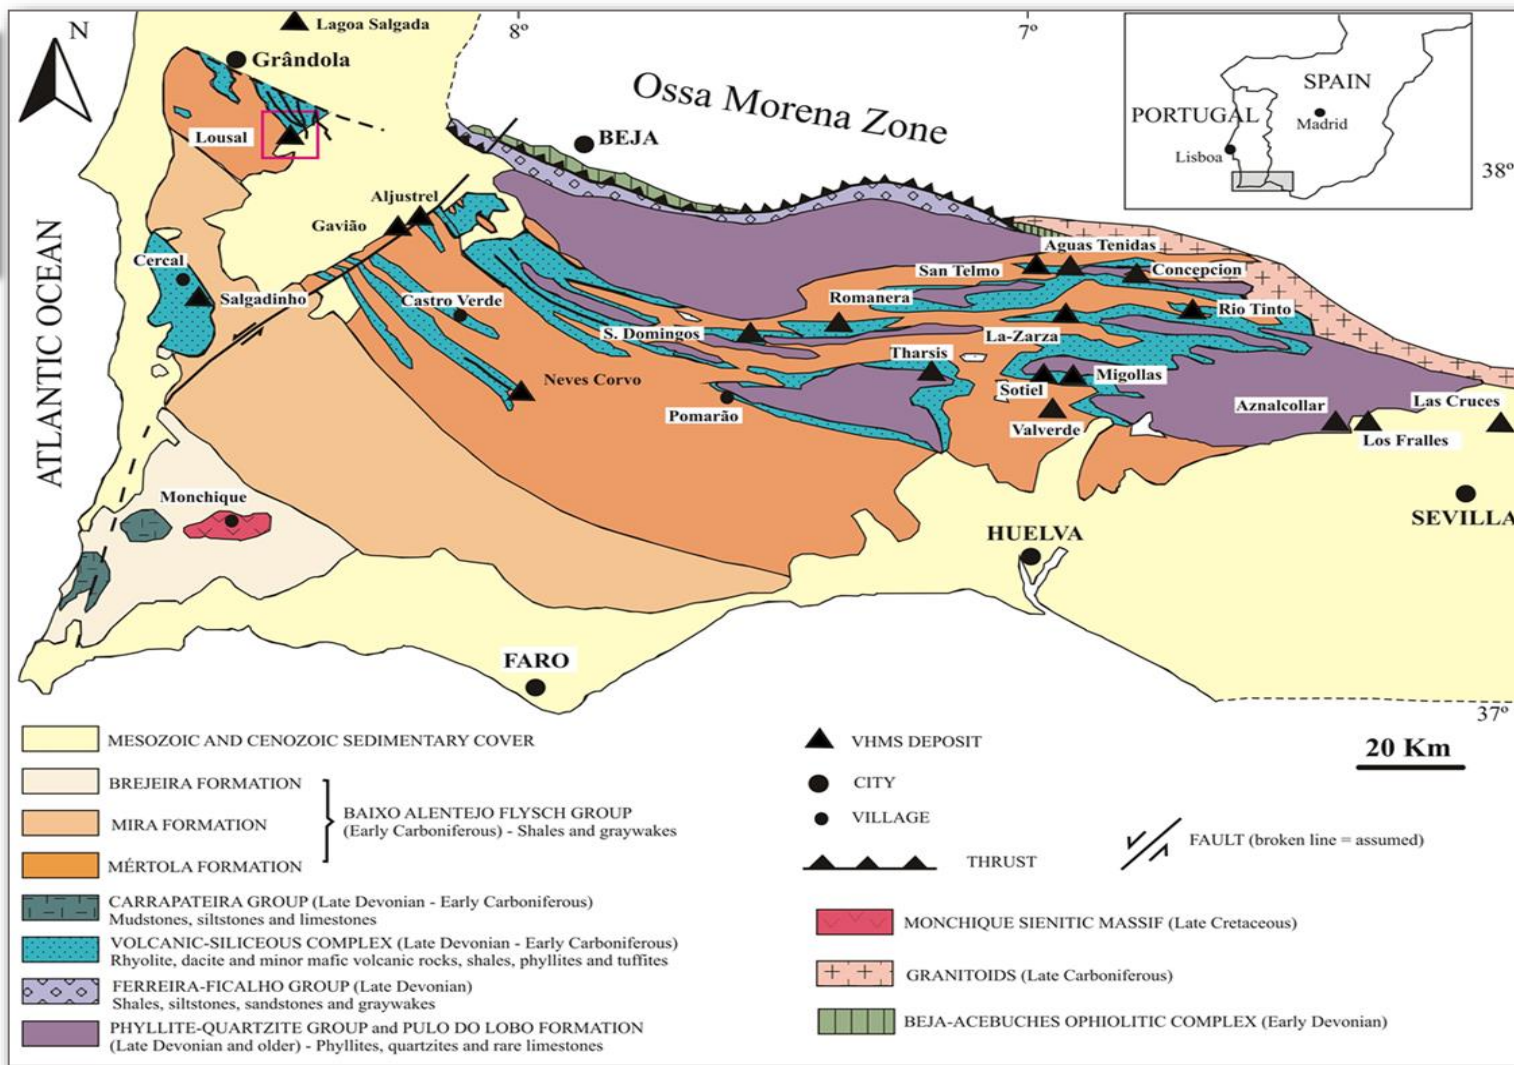 N
Lagoa Salgada
8º
7º
Grândola
Ossa Morena Zone
SPAIN
PORTUGAL
Madrid
Lisboa
BEJA
Lousal
38º
Aljustrel
Gavião
ATLANTIC OCEAN
Cercal
Salgadinho
Castro Verde
Aguas Tenidas
San Telmo
Concepcion
Romanera
Rio Tinto
S. Domingos
La-Zarza
Tharsis
Neves Corvo
Sotiel
Migollas
Pomarão
Valverde
Aznalcollar
Las Cruces
Los Fralles
Monchique
SEVILLA
HUELVA
FARO
37º
20 Km
MESOZOIC AND CENOZOIC SEDIMENTARY COVER
BREJEIRA FORMATION
MIRA FORMATION
MÉRTOLA FORMATION
BAIXO ALENTEJO FLYSCH GROUP
(Early Carboniferous) - Shales and graywakes
CARRAPATEIRA GROUP (Late Devonian - Early Carboniferous)
Mudstones, siltstones and limestones
VOLCANIC-SILICEOUS COMPLEX (Late Devonian - Early Carboniferous)
Rhyolite, dacite and minor mafic volcanic rocks, shales, phyllites and tuffites
FERREIRA-FICALHO GROUP (Late Devonian)
Shales, siltstones, sandstones and graywakes
PHYLLITE-QUARTZITE GROUP and PULO DO LOBO FORMATION
(Late Devonian and older) - Phyllites, quartzites and rare limestones
VHMS DEPOSIT
CITY
VILLAGE
THRUST
FAULT (broken line = assumed)
MONCHIQUE SIENITIC MASSIF (Late Cretaceous)
GRANITOIDS (Late Carboniferous)
BEJA-ACEBUCHES OPHIOLITIC COMPLEX (Early Devonian)